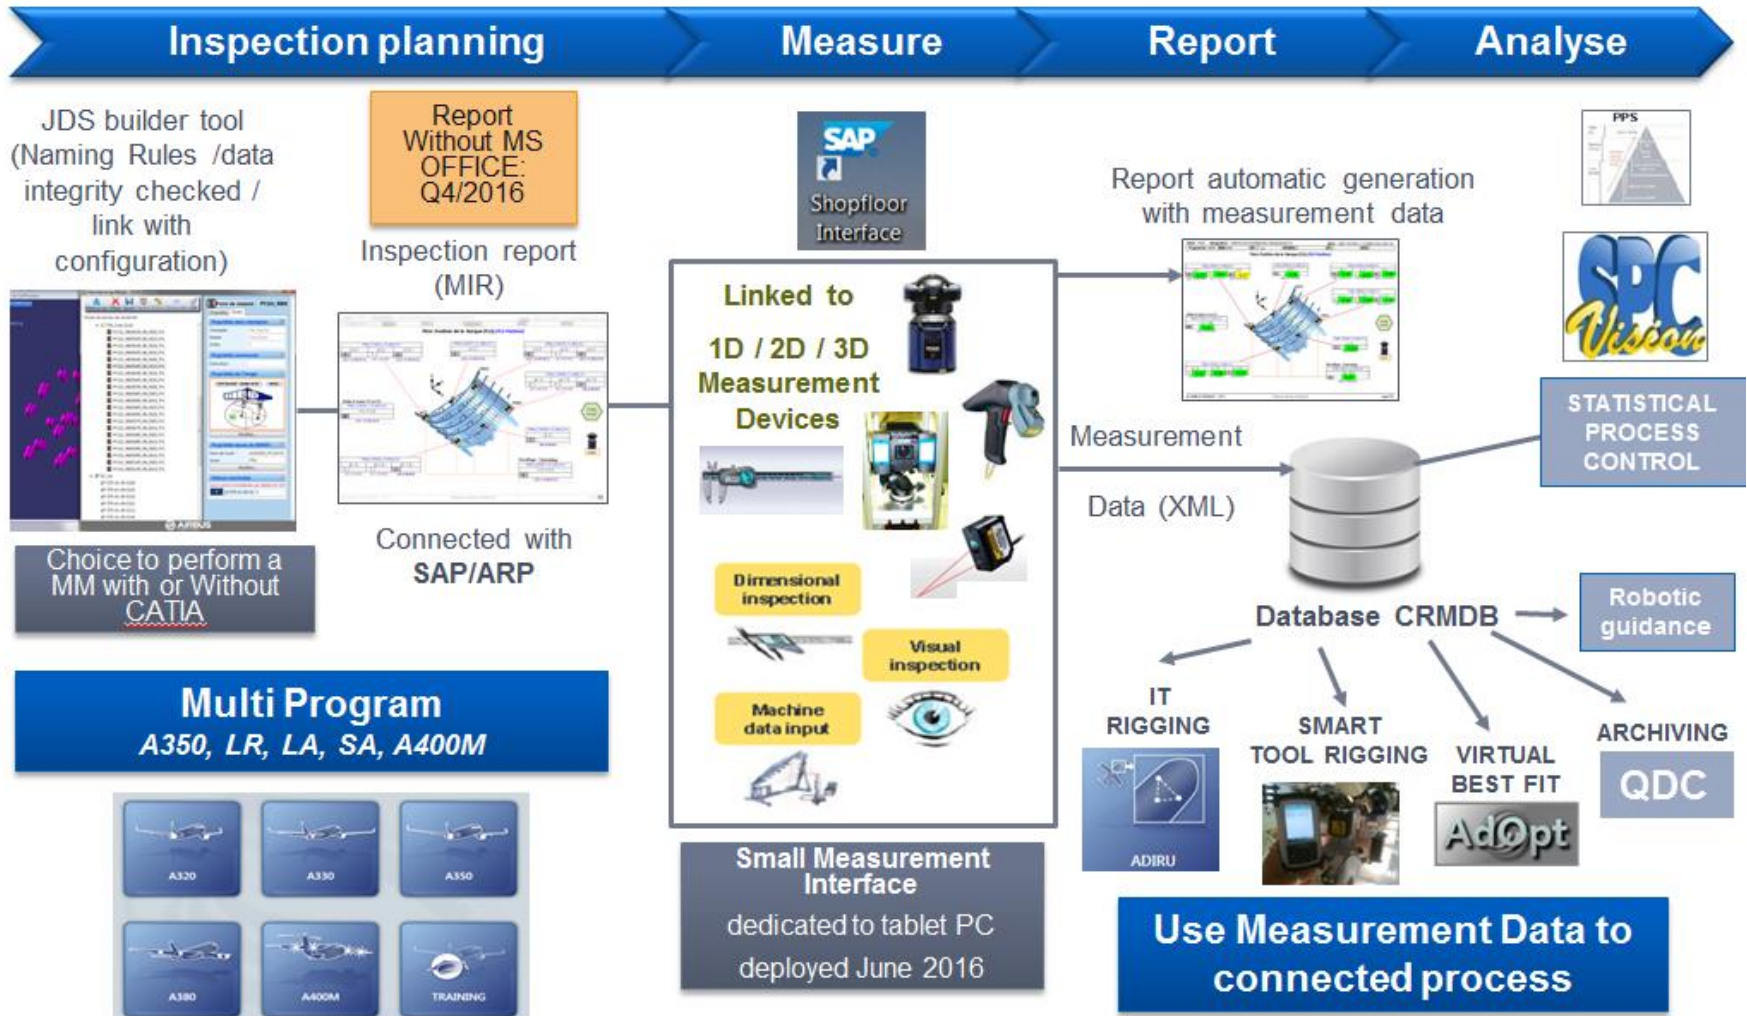 Inspection planning
Measure
Report
Analyse
JDS builder tool
(Naming Rules /data
integrity checked /
link with
configuration)
Report
Without MS
OFFICE:
Q4/2016
Inspection report
(MIR)
AIRBUS
Choice to perform a
MM with or Without
CATIA
Connected with
SAP/ARP
Multi Program
A350, LR, LA, SA, A400M
A320
A330
A350
A380
A400M
TRAINING
SAP
Shopfloor
Interface
Linked to
1D / 2D / 3D
Measurement
Devices
Dimensional
inspection
Visual
inspection
Machine
data input
Small Measurement
Interface
dedicated to tablet PC
deployed June 2016
Report automatic generation
with measurement data
Measurement
Data (XML)
PPS
SPC
Vision
STATISTICAL
PROCESS
CONTROL
Database CRMDB
Robotic
guidance
IT
RIGGING
ADIRU
SMART
TOOL RIGGING
VIRTUAL
BEST FIT
AdOpt
ARCHIVING
QDC
Use Measurement Data to
connected process